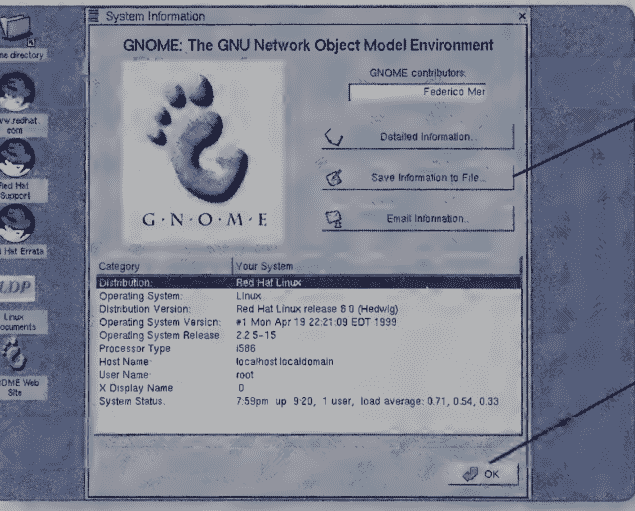 System Information
GNOME: The GNU Network Object Model Environment
GNOME contributors:
Federico Mer
Detailed Information...
Save Information to File...
Email Information...
G·N·O·M·E
me directory
ww.redhat.
com
Red Hat
Support
Hat Errata
LDP
Linux
ocuments
OME Web
Site
Category Your System
Distribution: Red Hat Linux
Operating System: Linux
Distribution Version: Red Hat Linux release 6.0 (Hedwig)
Operating System Version: #1 Mon Apr 19 22:21:09 EDT 1999
Operating System Release 2.2.5-15
Processor Type i586
Host Name: localhost.localdomain
User Name: root
X Display Name :0
System Status: 7:59pm up 9:20, 1 user, load average: 0.71, 0.54, 0.33
OK